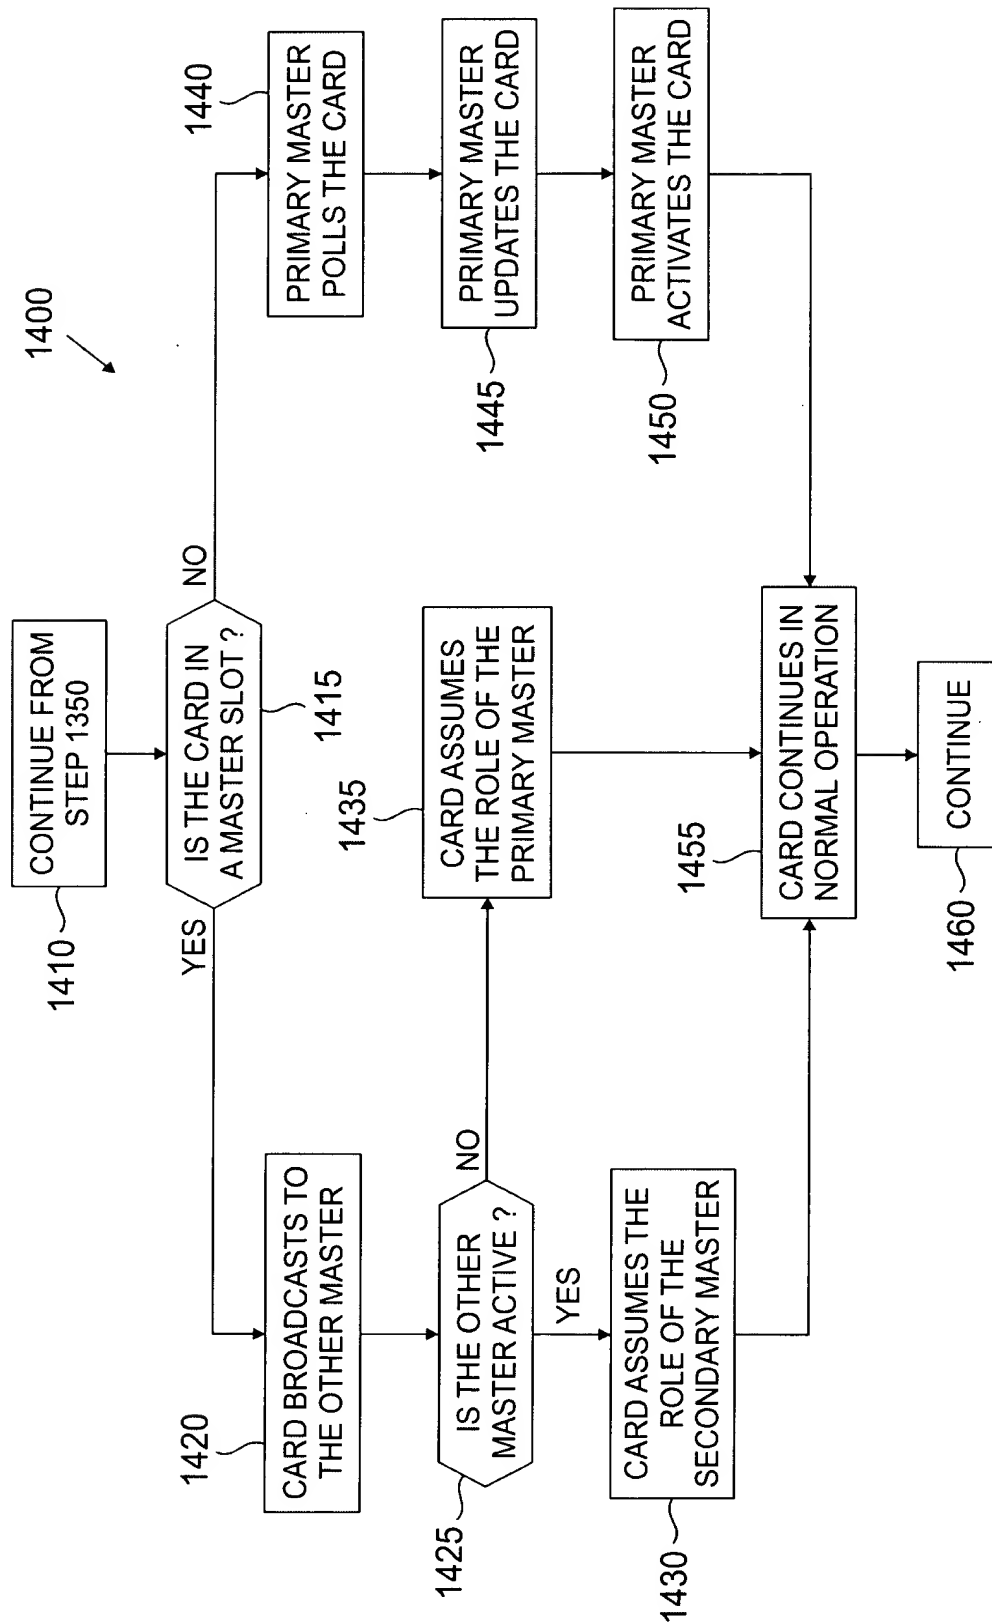 1400
CONTINUE FROM
STEP 1350
1410
IS THE CARD IN
A MASTER SLOT ?
1415
YES
NO
CARD BROADCASTS TO
THE OTHER MASTER
1420
IS THE OTHER
MASTER ACTIVE ?
1425
NO
YES
CARD ASSUMES THE
ROLE OF THE
SECONDARY MASTER
1430
CARD ASSUMES
THE ROLE OF THE
PRIMARY MASTER
1435
PRIMARY MASTER
POLLS THE CARD
1440
PRIMARY MASTER
UPDATES THE CARD
1445
PRIMARY MASTER
ACTIVATES THE CARD
1450
CARD CONTINUES IN
NORMAL OPERATION
1455
CONTINUE
1460